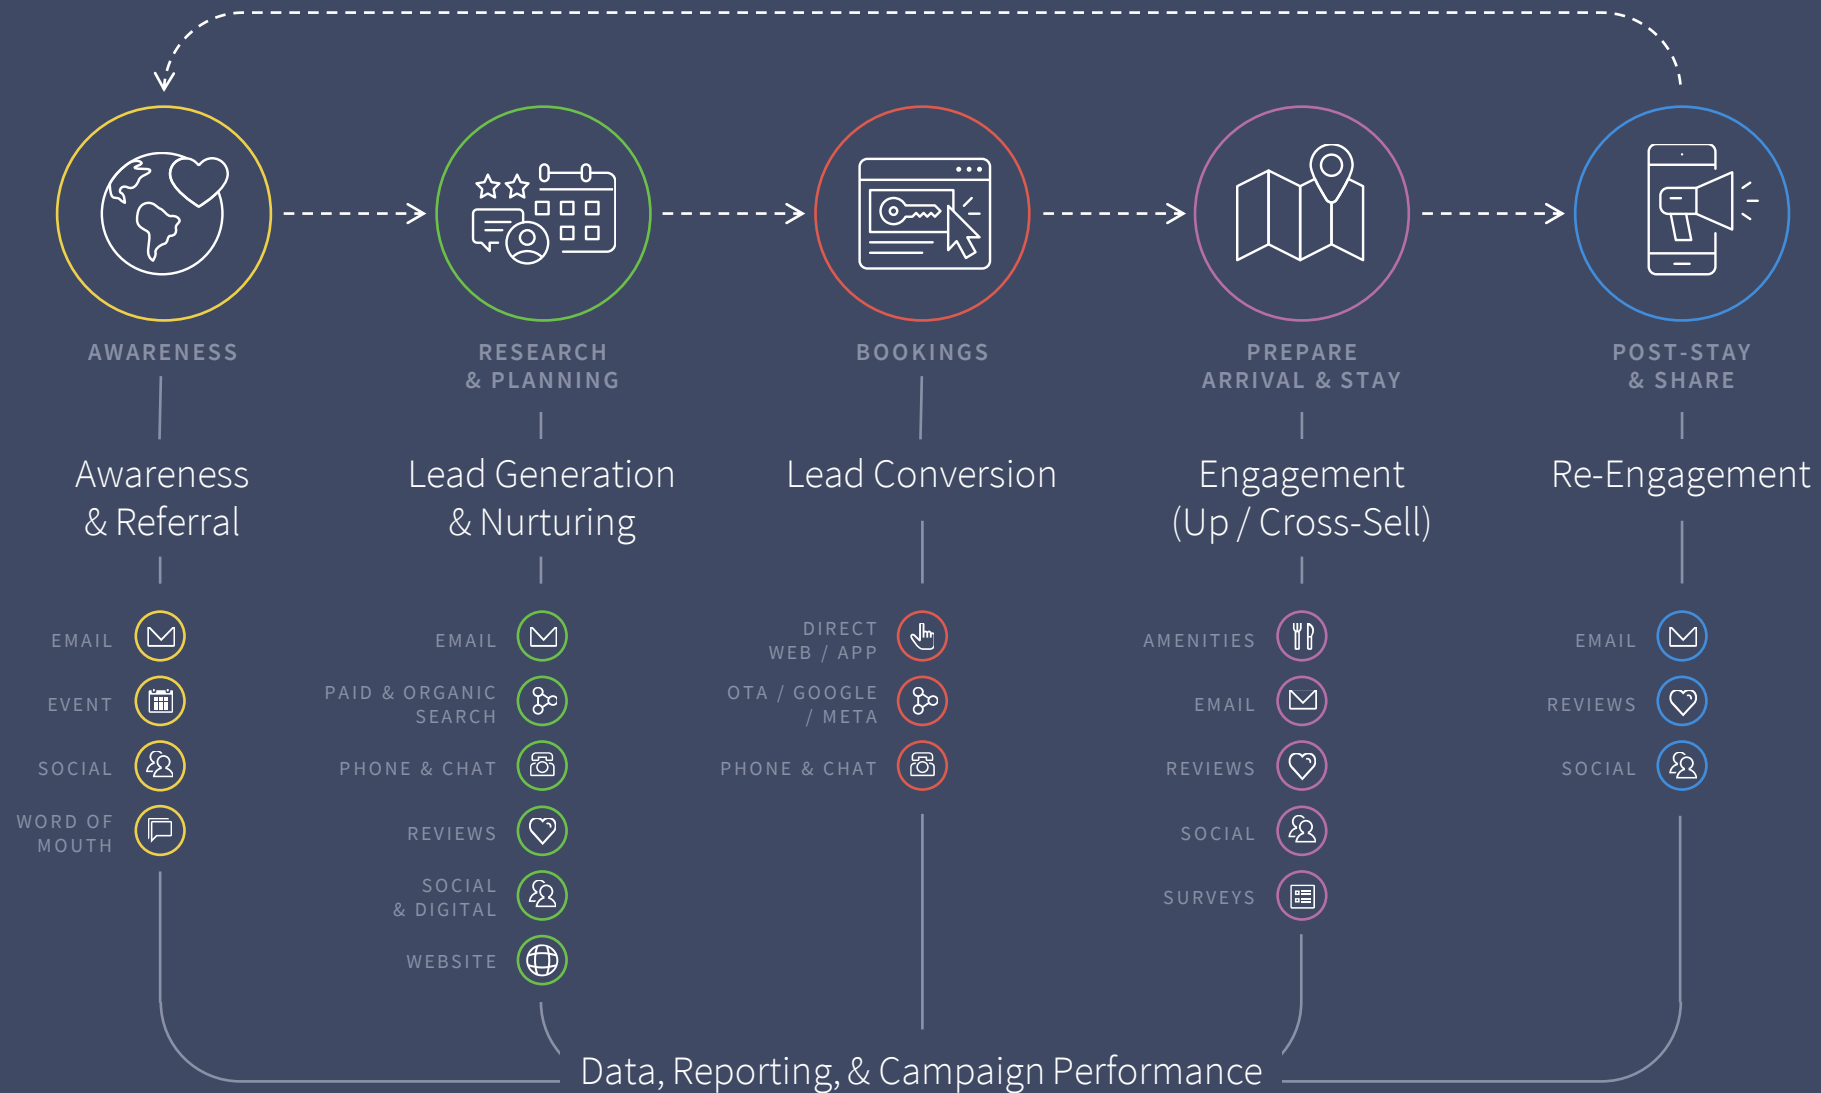 AWARENESS
RESEARCH
& PLANNING
BOOKINGS
PREPARE
ARRIVAL & STAY
POST-STAY
& SHARE
Awareness
& Referral
Lead Generation
& Nurturing
Lead Conversion
Engagement
(Up / Cross-Sell)
Re-Engagement
EMAIL
EVENT
SOCIAL
WORD OF
MOUTH
EMAIL
PAID & ORGANIC
SEARCH
PHONE & CHAT
REVIEWS
SOCIAL
& DIGITAL
WEBSITE
DIRECT
WEB / APP
OTA / GOOGLE
/ META
PHONE & CHAT
AMENITIES
EMAIL
REVIEWS
SOCIAL
SURVEYS
EMAIL
REVIEWS
SOCIAL
Data, Reporting, & Campaign Performance